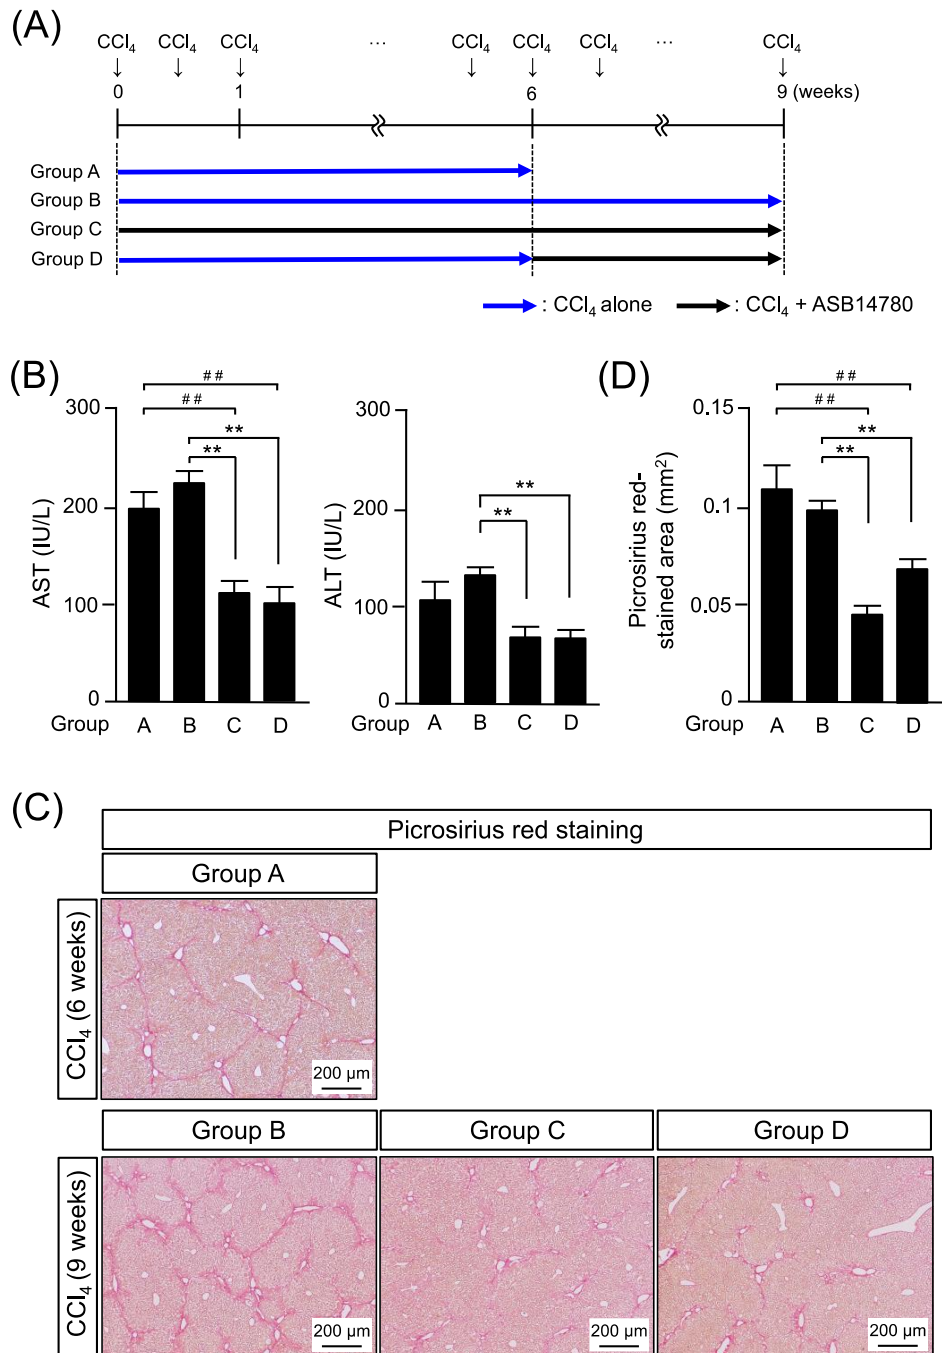 (A)
CCl4 CCl4 CCl4 ... CCl4 CCl4 CCl4 ... CCl4
0 1 6 9 (weeks)
Group A
Group B
Group C
Group D
: CCl4 alone : CCl4 + ASB14780
(B)
##
##
**
**
300
200
100
0
AST (IU/L)
Group A B C D
**
**
300
200
100
0
ALT (IU/L)
A B C D
(D)
##
##
**
**
0.15
0.1
0.05
0
Picrosirius red-
stained area (mm2)
Group A B C D
(C)
Picrosirius red staining
Group A
CCl4 (6 weeks)
200 µm
Group B Group C Group D
CCl4 (9 weeks)
200 µm 200 µm 200 µm